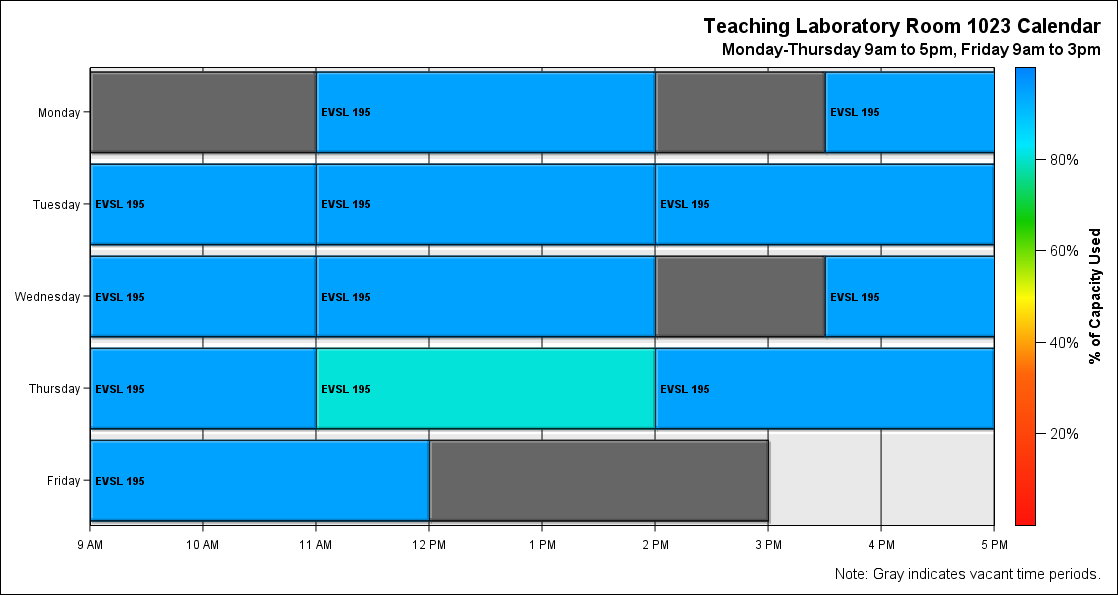 Teaching Laboratory Room 1023 Calendar
Monday-Thursday 9am to 5pm, Friday 9am to 3pm
Monday
EVSL 195
EVSL 195
Tuesday
EVSL 195
EVSL 195
EVSL 195
Wednesday
EVSL 195
EVSL 195
EVSL 195
Thursday
EVSL 195
EVSL 195
EVSL 195
Friday
EVSL 195
9 AM
10 AM
11 AM
12 PM
1 PM
2 PM
3 PM
4 PM
5 PM
80%
60%
40%
20%
% of Capacity Used
Note: Gray indicates vacant time periods.